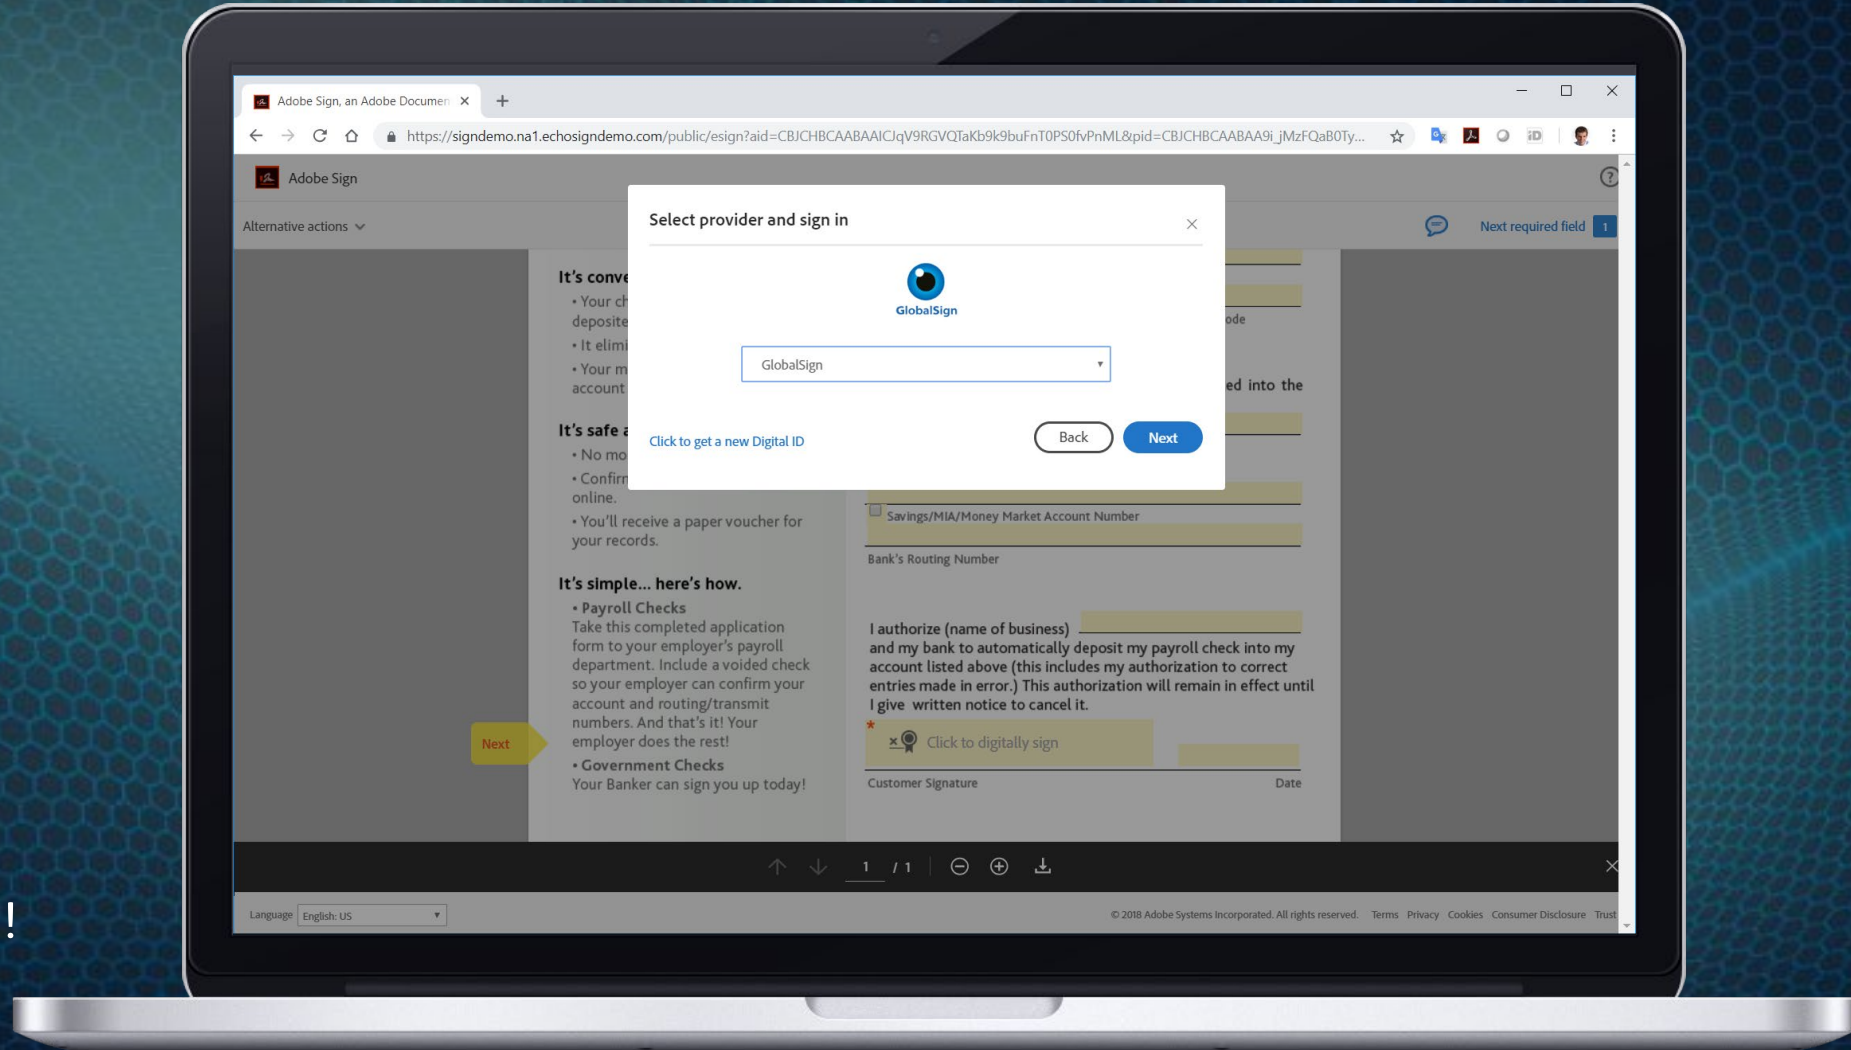 Adobe Sign, an Adobe Documen
https://signdemo.na1.echosigndemo.com/public/esign?aid=CBJCHBCAABAAICJqV9RGVQTaKb9k9buFnT0PS0fvPnML&pid=CBJCHBCAABAA9i_jMzFQaB0Ty...
iD
Adobe Sign
?
Alternative actions
Next required field 1
Select provider and sign in
GlobalSign
GlobalSign
Click to get a new Digital ID
Back
Next
It's conve
• Your ch
deposite
• It elimi
• Your m
account
It's safe a
• No mo
• Confirm
online.
• You'll receive a paper voucher for
your records.
It's simple... here's how.
• Payroll Checks
Take this completed application
form to your employer's payroll
department. Include a voided check
so your employer can confirm your
account and routing/transmit
numbers. And that's it! Your
employer does the rest!
• Government Checks
Your Banker can sign you up today!
ode
ed into the
Savings/MIA/Money Market Account Number
Bank's Routing Number
I authorize (name of business)
and my bank to automatically deposit my payroll check into my
account listed above (this includes my authorization to correct
entries made in error.) This authorization will remain in effect until
I give written notice to cancel it.
*
x Click to digitally sign
Customer Signature
Date
Next
1 / 1
Language English: US
© 2018 Adobe Systems Incorporated. All rights reserved. Terms Privacy Cookies Consumer Disclosure Trust
!